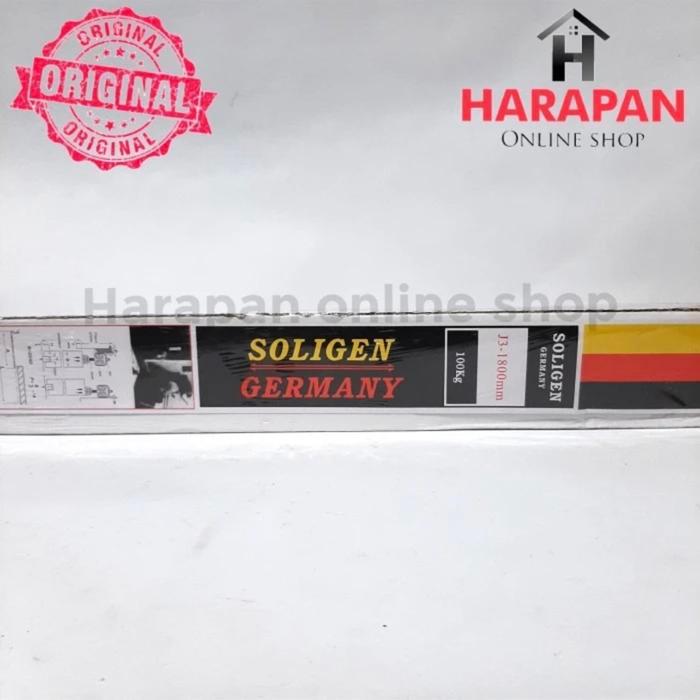 ORIGINAL
ORIGINAL
ORIGINAL
H
HARAPAN
ONLINE SHOP
Harapan online shop
SOLIGEN
GERMANY
100Kg
J3-1800mm
SOLIGEN
GERMANY